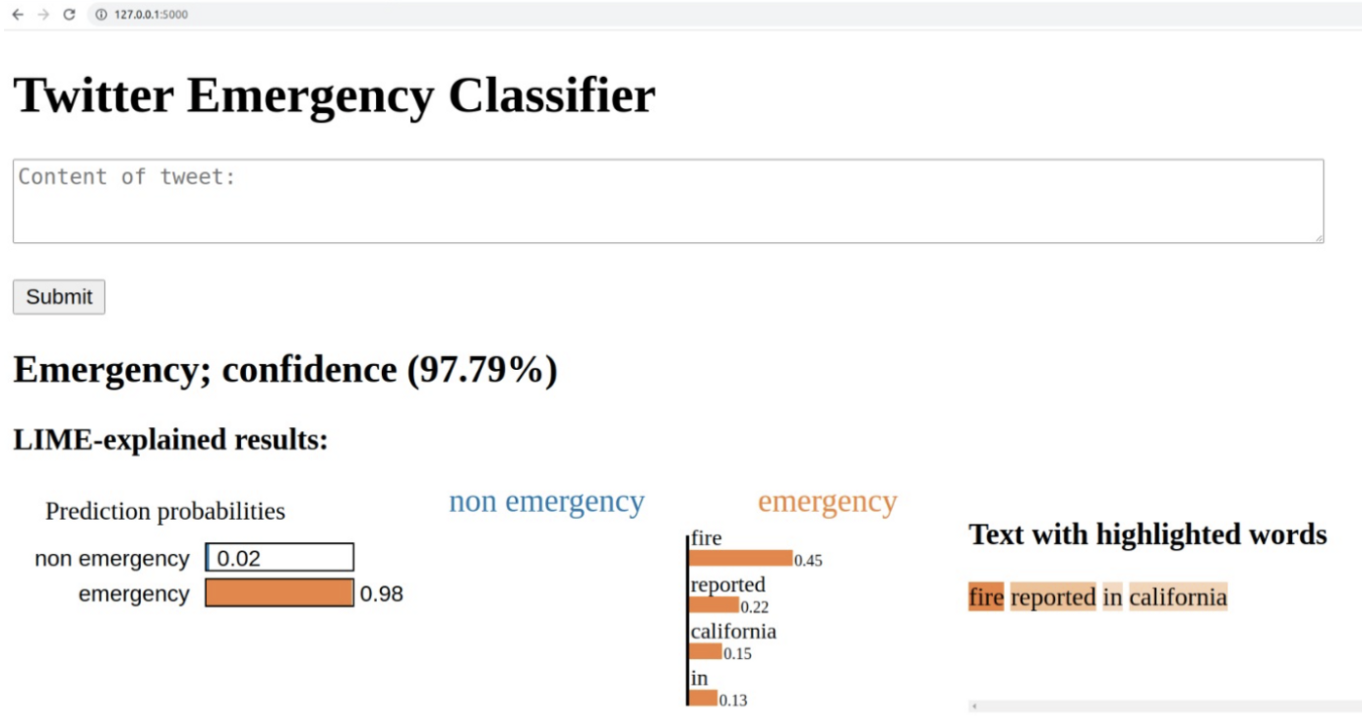 127.0.0.1:5000
Twitter Emergency Classifier
Content of tweet:
Submit
Emergency; confidence (97.79%)
LIME-explained results:
Prediction probabilities
non emergency 0.02
emergency 0.98
non emergency emergency
fire
0.45
reported
0.22
california
0.15
in
0.13
Text with highlighted words
fire reported in california